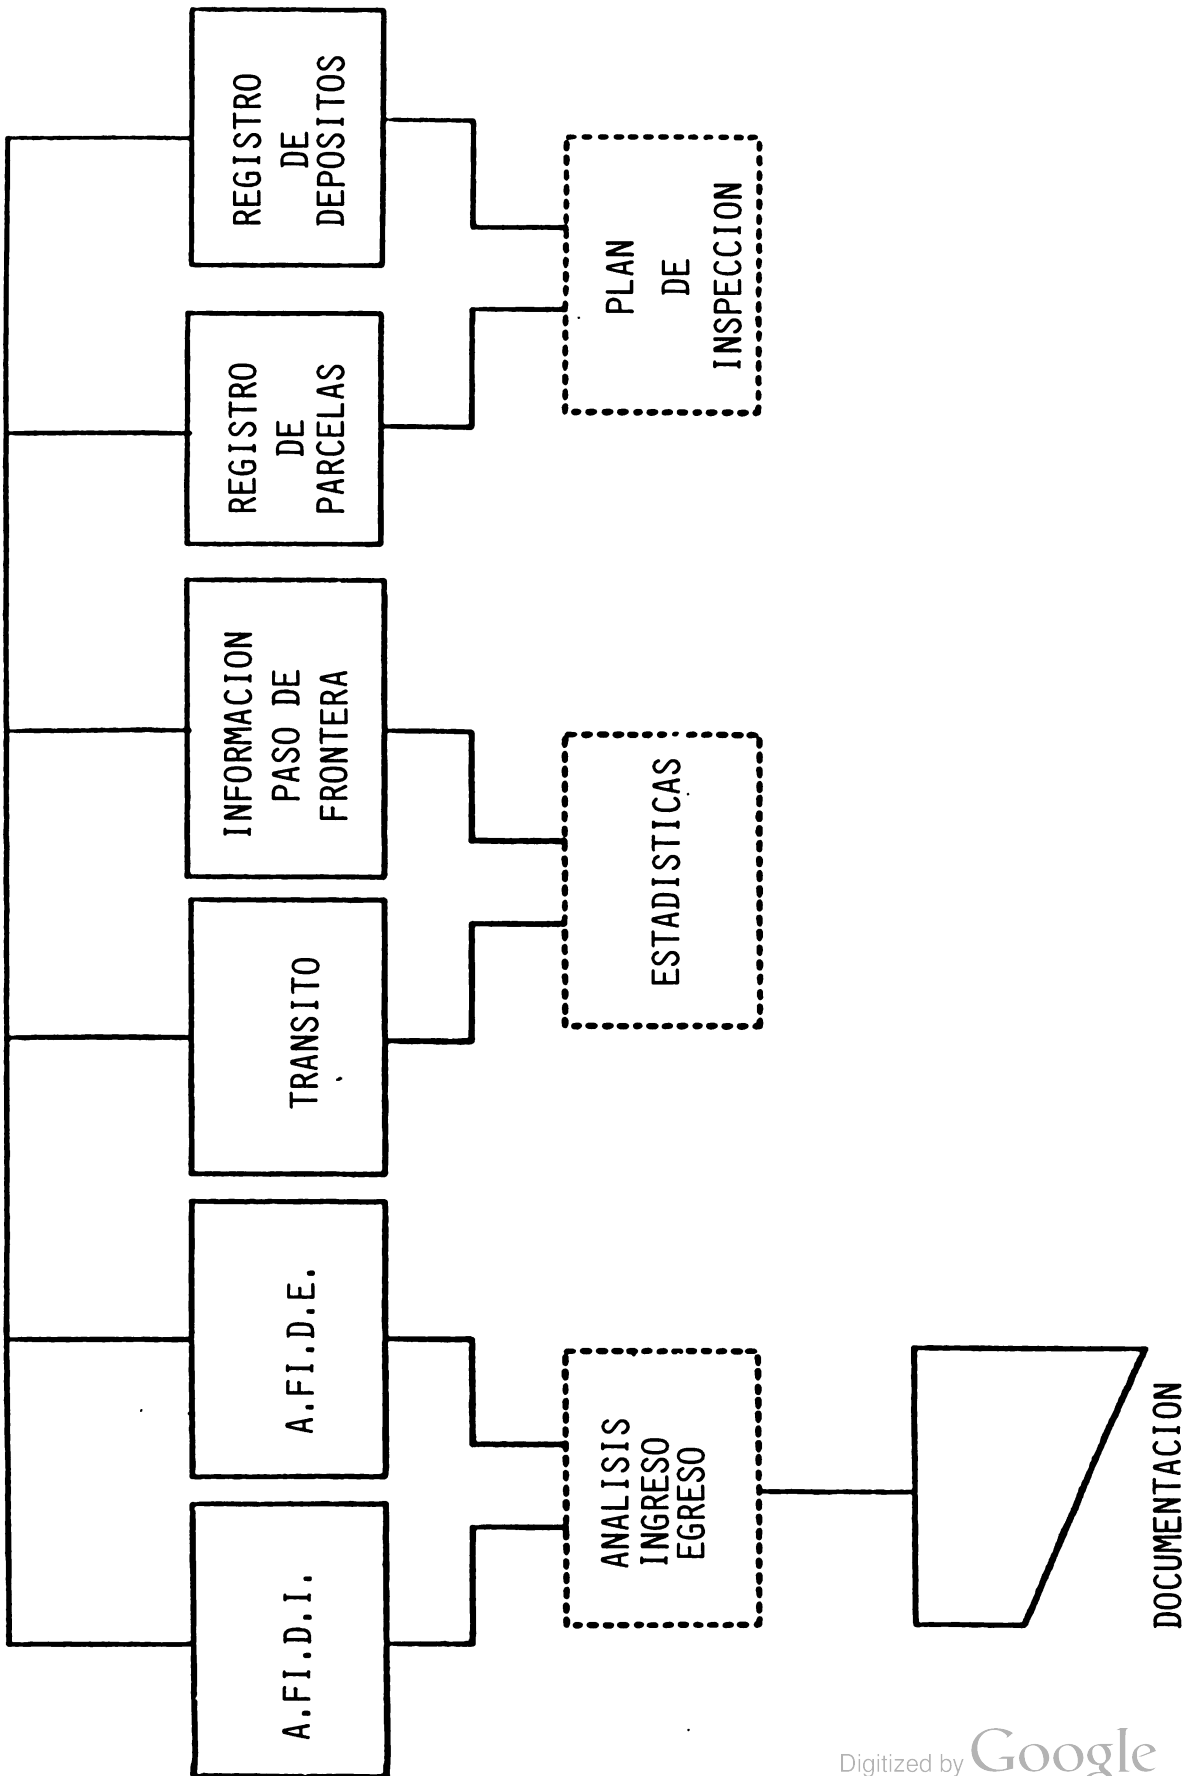 A.FI.D.I.
A.FI.D.E.
TRANSITO
INFORMACION
PASO DE
FRONTERA
REGISTRO
DE
PARCELAS
REGISTRO
DE
DEPOSITOS
ANALISIS
INGRESO
EGRESO
ESTADISTICAS
PLAN
DE
INSPECCION
DOCUMENTACION
Digitized by Google